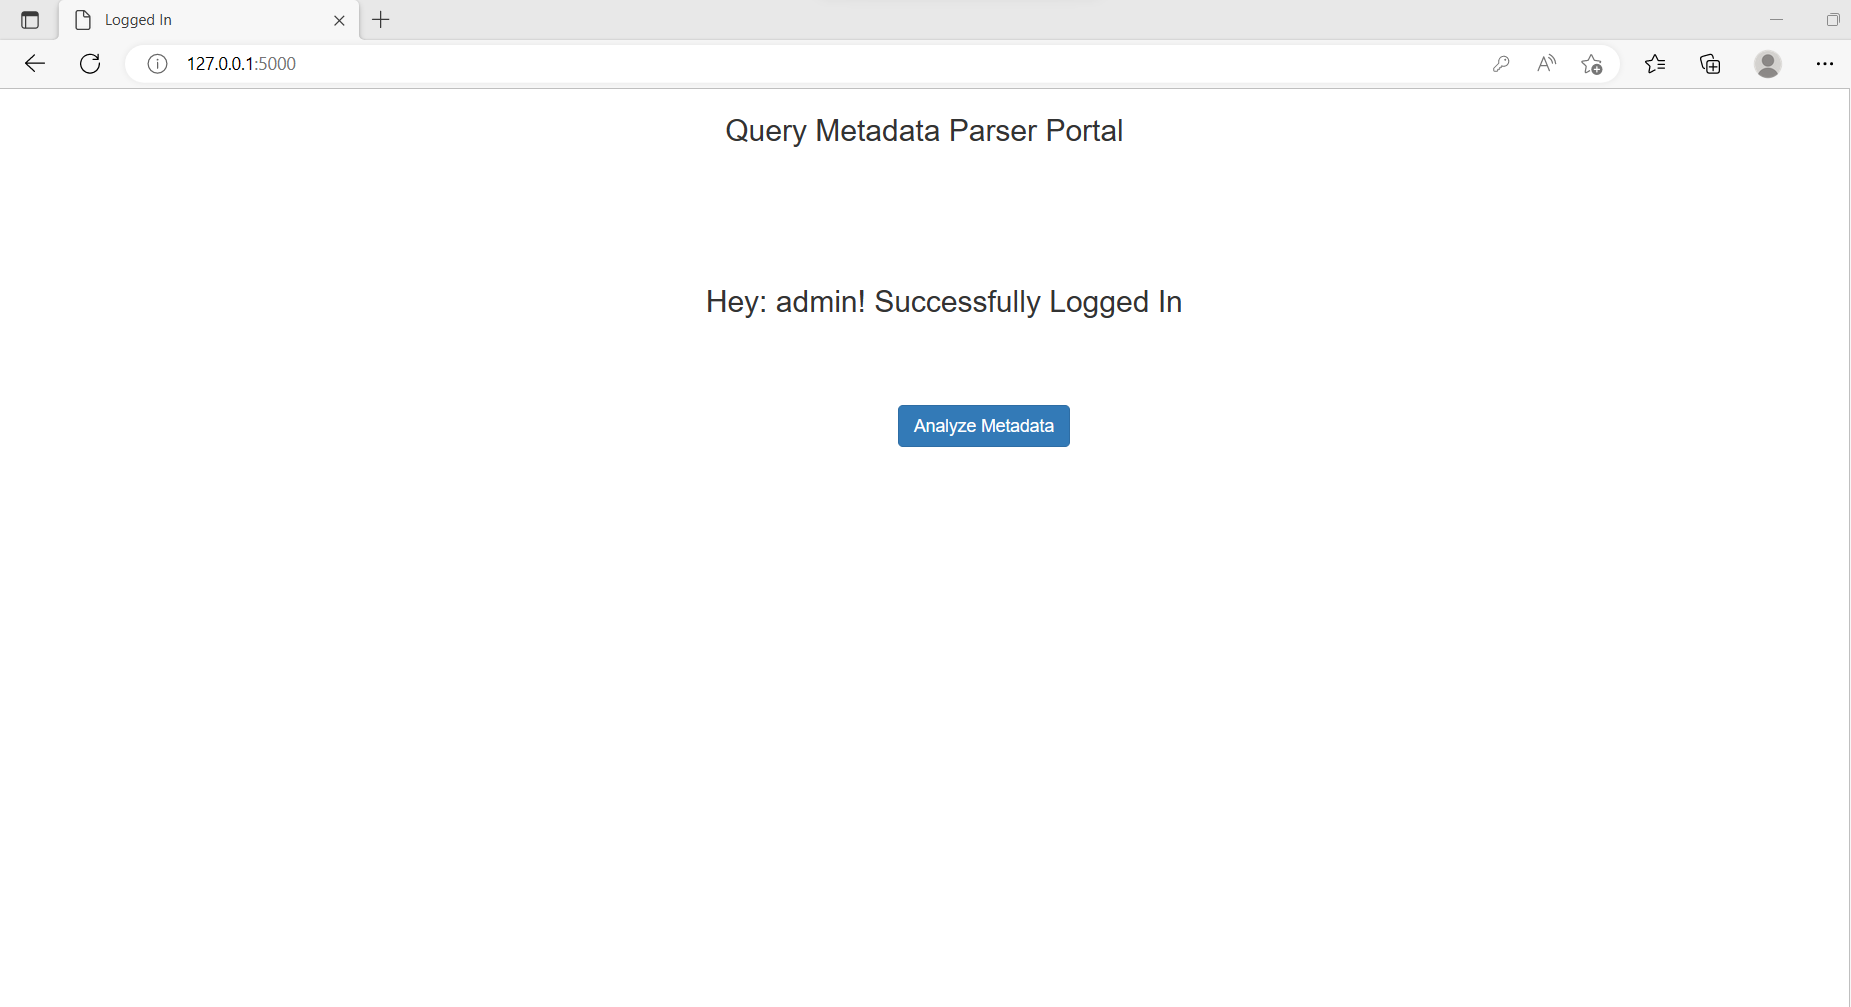 Logged In
127.0.0.1:5000
Query Metadata Parser Portal
Hey: admin! Successfully Logged In
Analyze Metadata